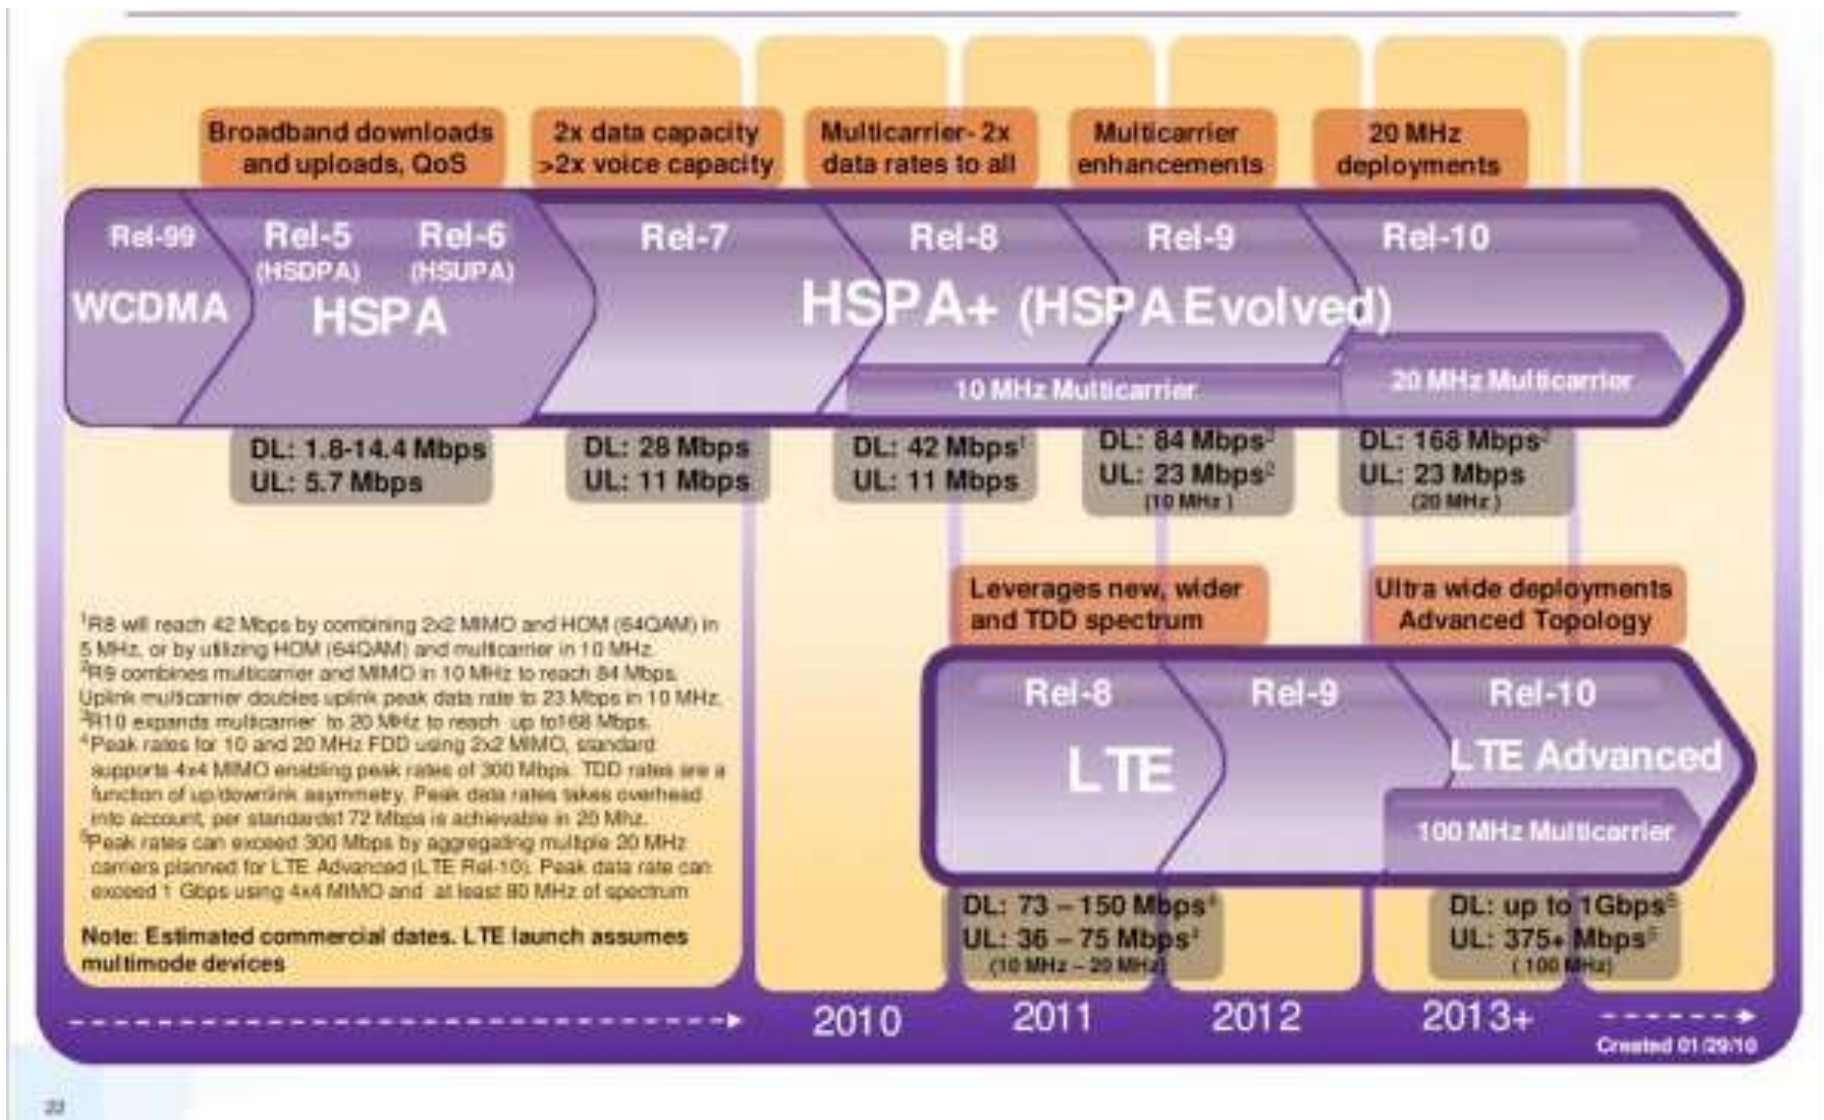 Broadband downloads
and uploads, QoS
2x data capacity
>2x voice capacity
Multicarrier- 2x
data rates to all
Multicarrier
enhancements
20 MHz
deployments
Rel-99
WCDMA
Rel-5
(HSDPA)
Rel-6
(HSUPA)
HSPA
Rel-7
Rel-8
Rel-9
Rel-10
HSPA+ (HSPA Evolved)
10 MHz Multicarrier
20 MHz Multicarrier
DL: 1.8-14.4 Mbps
UL: 5.7 Mbps
DL: 28 Mbps
UL: 11 Mbps
DL: 42 Mbps¹
UL: 11 Mbps
DL: 84 Mbps²
UL: 23 Mbps²
(10 MHz )
DL: 168 Mbps³
UL: 23 Mbps
(20 MHz )
Leverages new, wider
and TDD spectrum
Ultra wide deployments
Advanced Topology
Rel-8
LTE
Rel-9
Rel-10
LTE Advanced
100 MHz Multicarrier
DL: 73 – 150 Mbps⁴
UL: 36 – 75 Mbps⁴
(10 MHz – 20 MHz)
DL: up to 1Gbps⁵
UL: 375+ Mbps⁵
( 100 MHz)
¹R8 will reach 42 Mbps by combining 2x2 MIMO and HOM (64QAM) in
5 MHz, or by utilizing HOM (64QAM) and multicarrier in 10 MHz.
²R9 combines multicarrier and MIMO in 10 MHz to reach 84 Mbps.
Uplink multicarrier doubles uplink peak data rate to 23 Mbps in 10 MHz.
³R10 expands multicarrier to 20 MHz to reach up to168 Mbps.
⁴Peak rates for 10 and 20 MHz FDD using 2x2 MIMO, standard
supports 4x4 MIMO enabling peak rates of 300 Mbps. TDD rates are a
function of up/downlink asymmetry. Peak data rates takes overhead
into account, per standardst 72 Mbps is achievable in 20 Mhz.
⁵Peak rates can exceed 300 Mbps by aggregating multiple 20 MHz
carriers planned for LTE Advanced (LTE Rel-10). Peak data rate can
exceed 1 Gbps using 4x4 MIMO and at least 80 MHz of spectrum
Note: Estimated commercial dates. LTE launch assumes
multimode devices
2010
2011
2012
2013+
Created 01/29/10